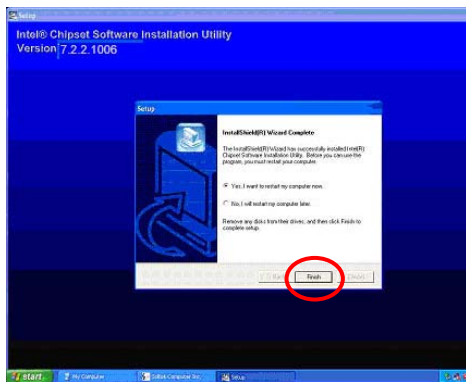 Setup
Intel® Chipset Software Installation Utility
Version 7.2.2.1006
Setup
InstallShield(R) Wizard Complete
The InstallShield(R) Wizard has successfully installed Intel(R)
Chipset Software Installation Utility. Before you can use the
program, you must restart your computer.
Yes, I want to restart my computer now.
No, I will restart my computer later.
Remove any disks from their drives, and then click Finish to
complete setup.
Finish
start
My Computer
Setup